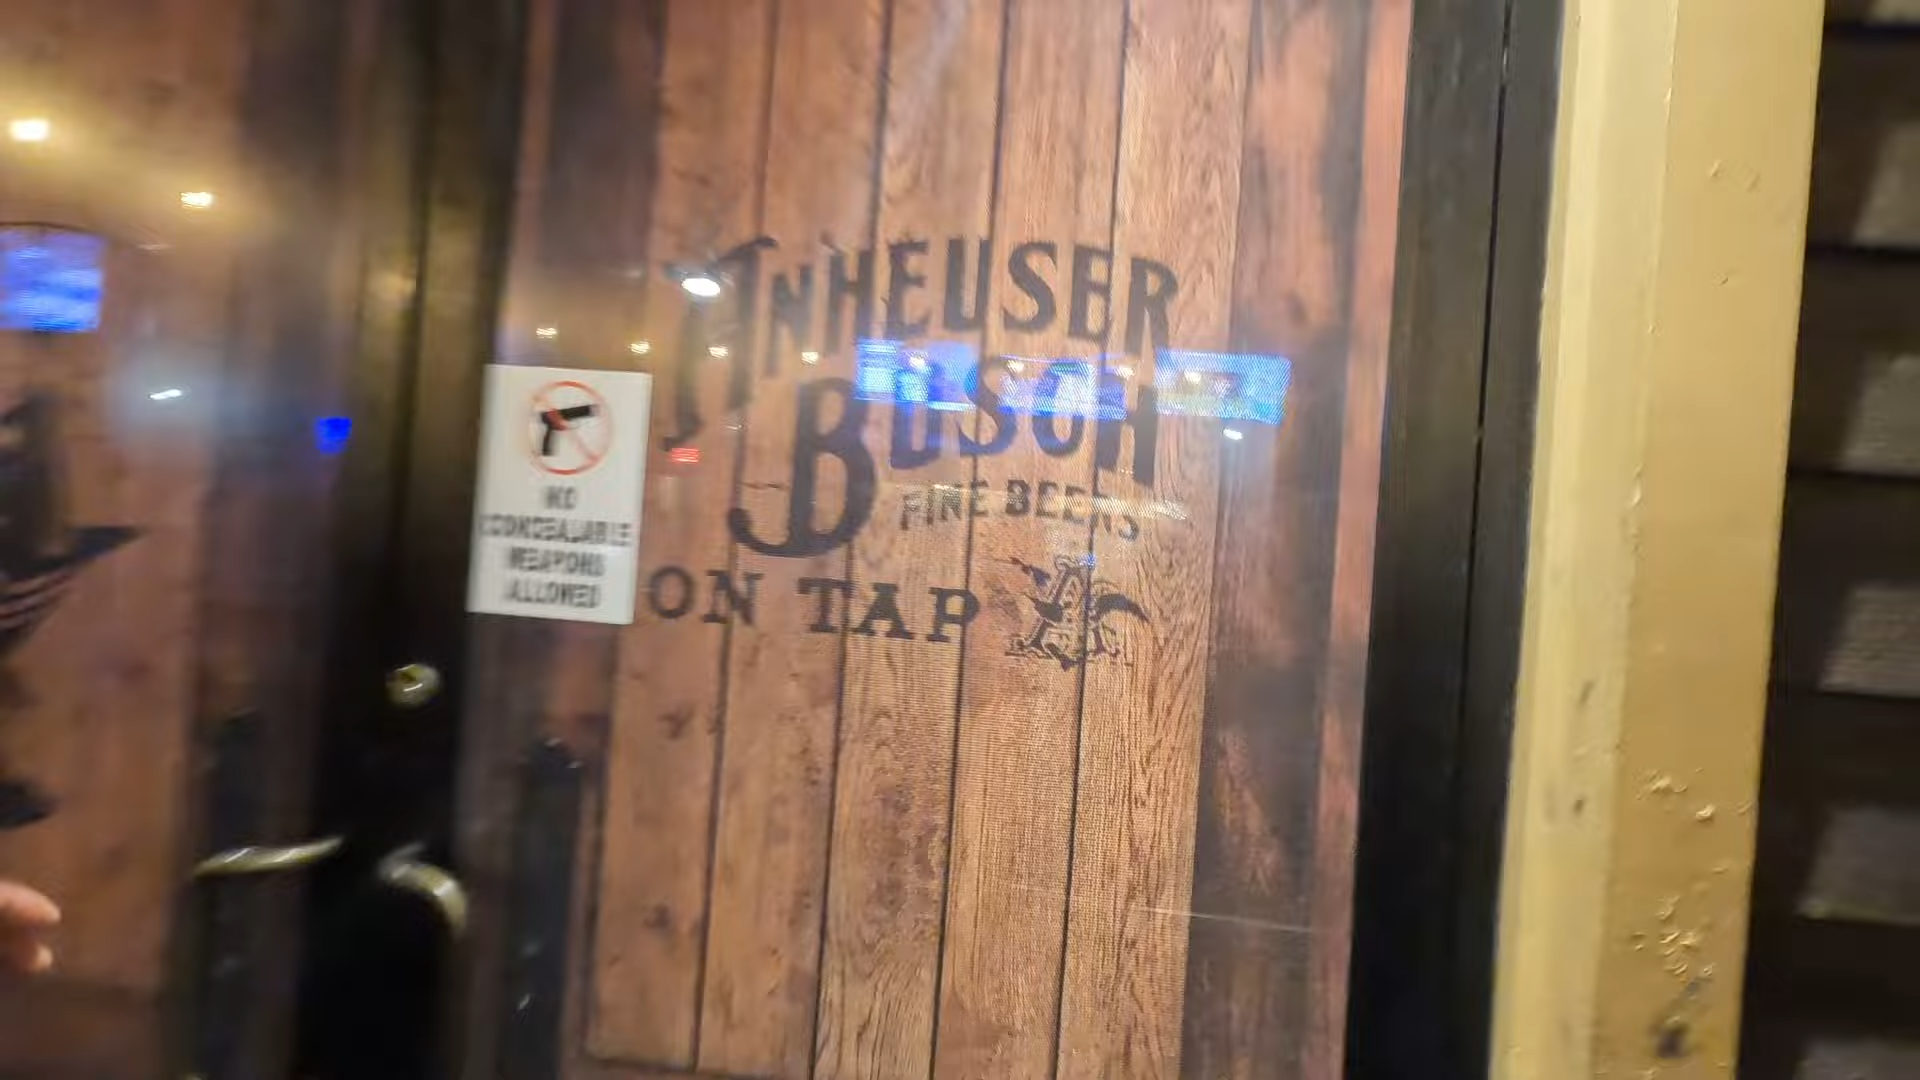 ANHEUSER
BUSCH
FINE BEERS
ON TAP
NO
CONCEALABLE
WEAPONS
ALLOWED